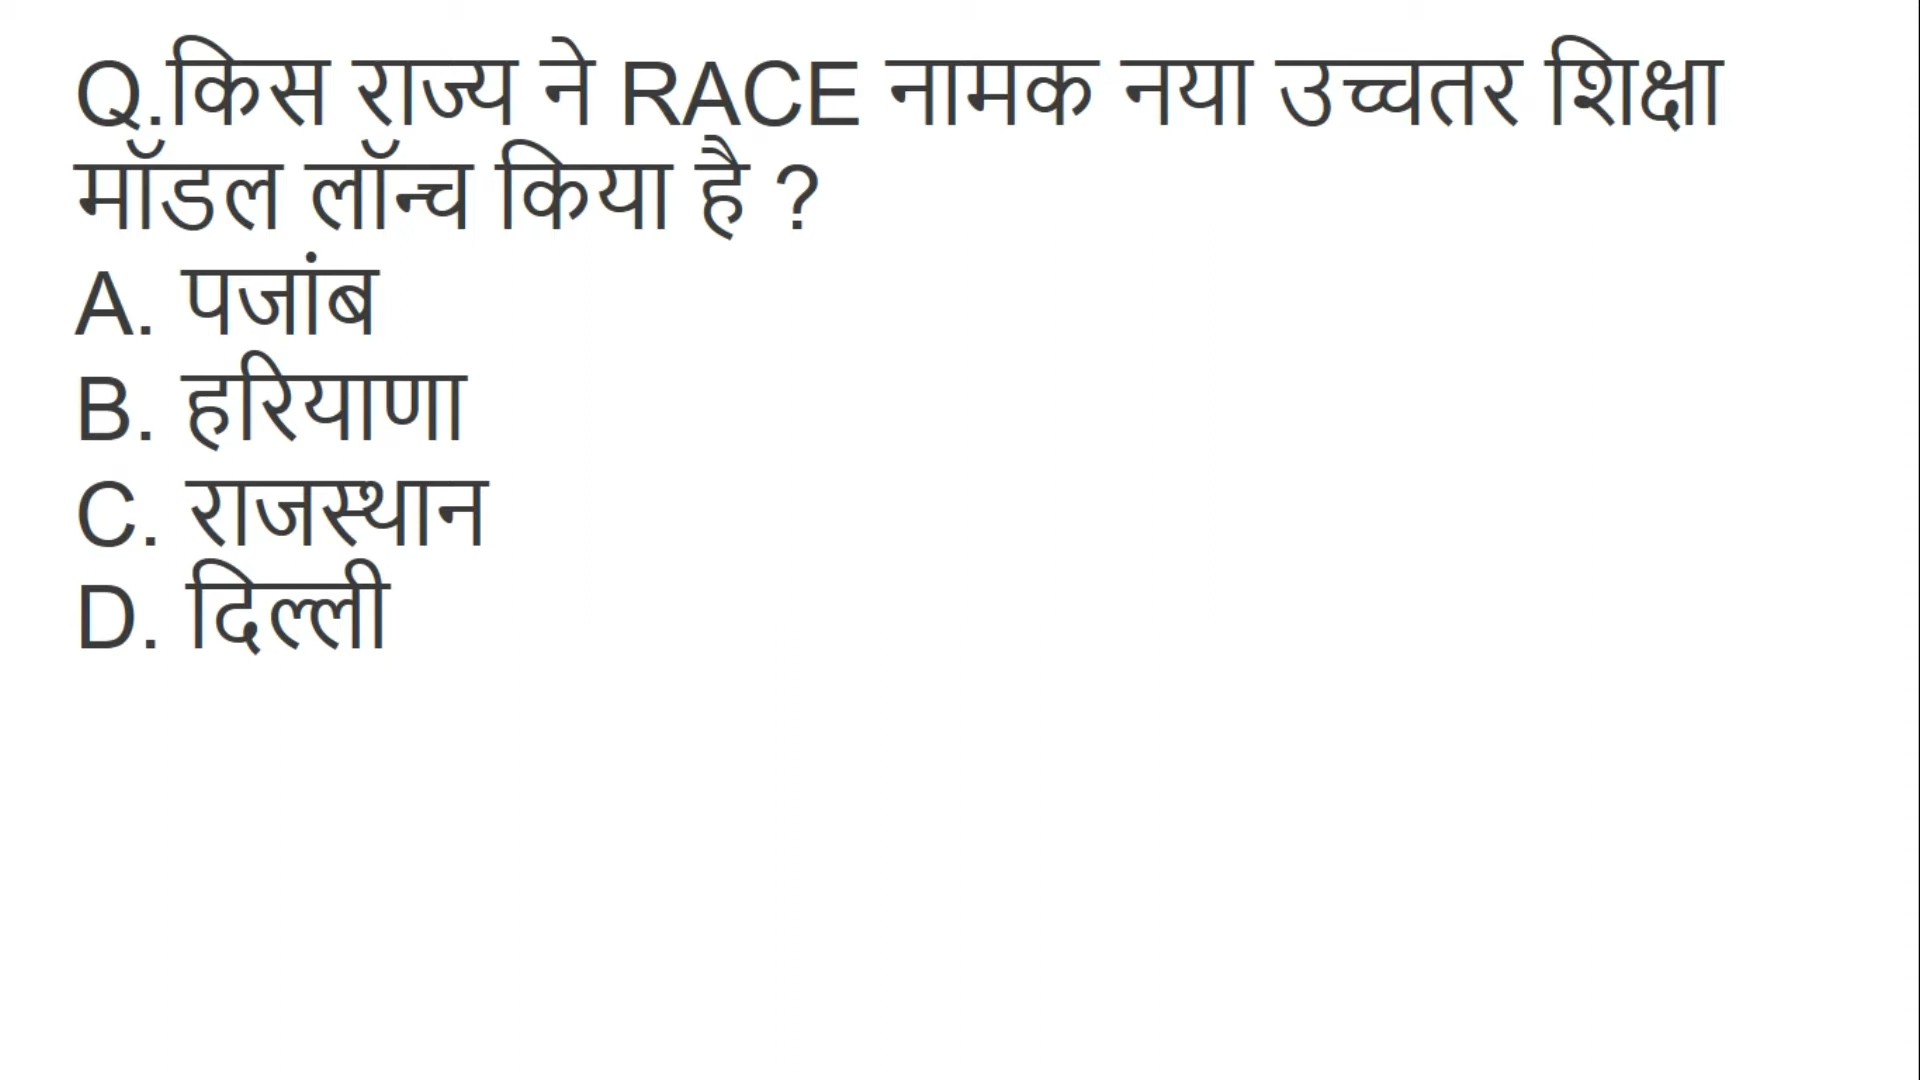 Q.किस राज्य ने RACE नामक नया उच्चतर शिक्षा
मॉडल लॉन्च किया है ?
A. पजांब
B. हरियाणा
C. राजस्थान
D. दिल्ली